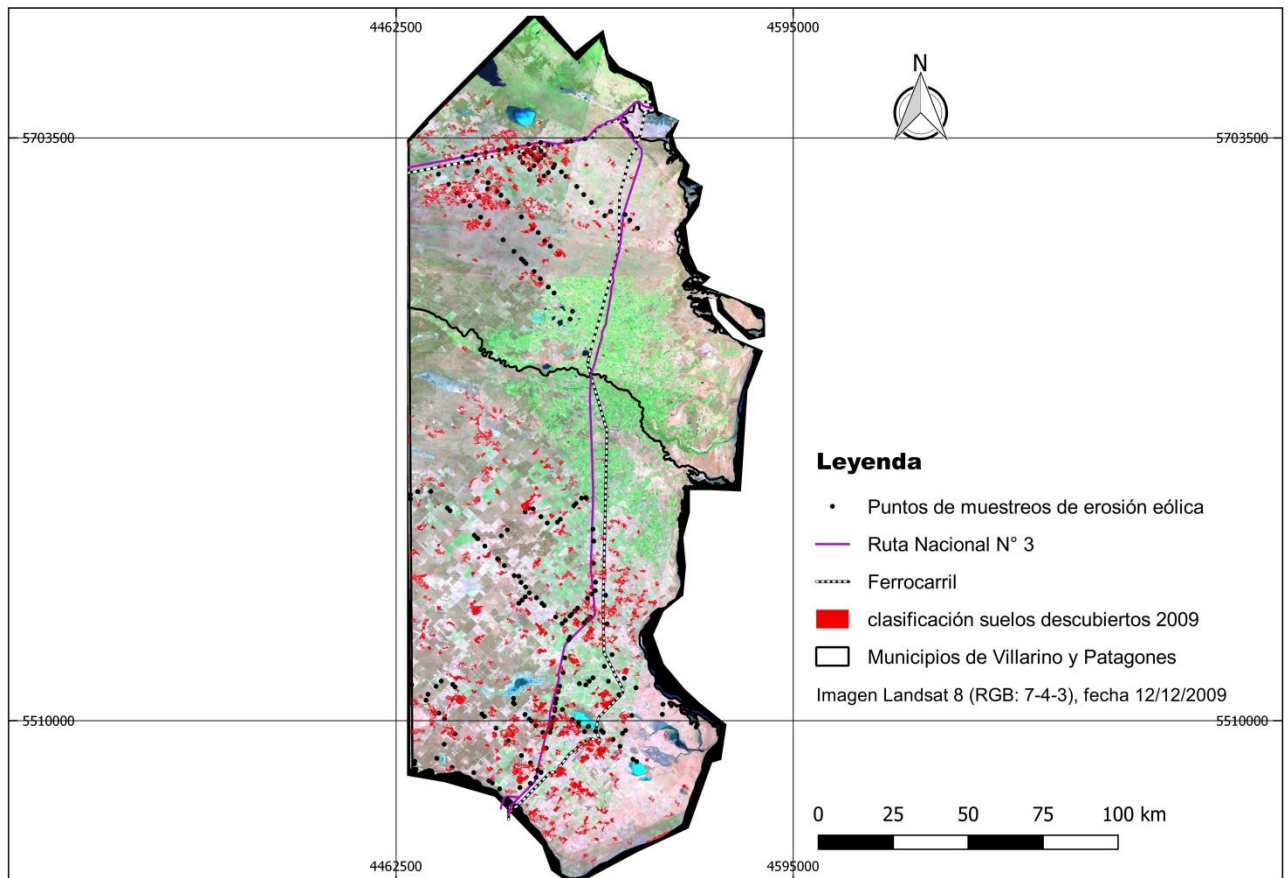 4462500 4595000
N
5703500 5703500
Leyenda
Puntos de muestreos de erosión eólica
Ruta Nacional N° 3
Ferrocarril
clasificación suelos descubiertos 2009
Municipios de Villarino y Patagones
Imagen Landsat 8 (RGB: 7-4-3), fecha 12/12/2009
5510000 5510000
0 25 50 75 100 km
4462500 4595000